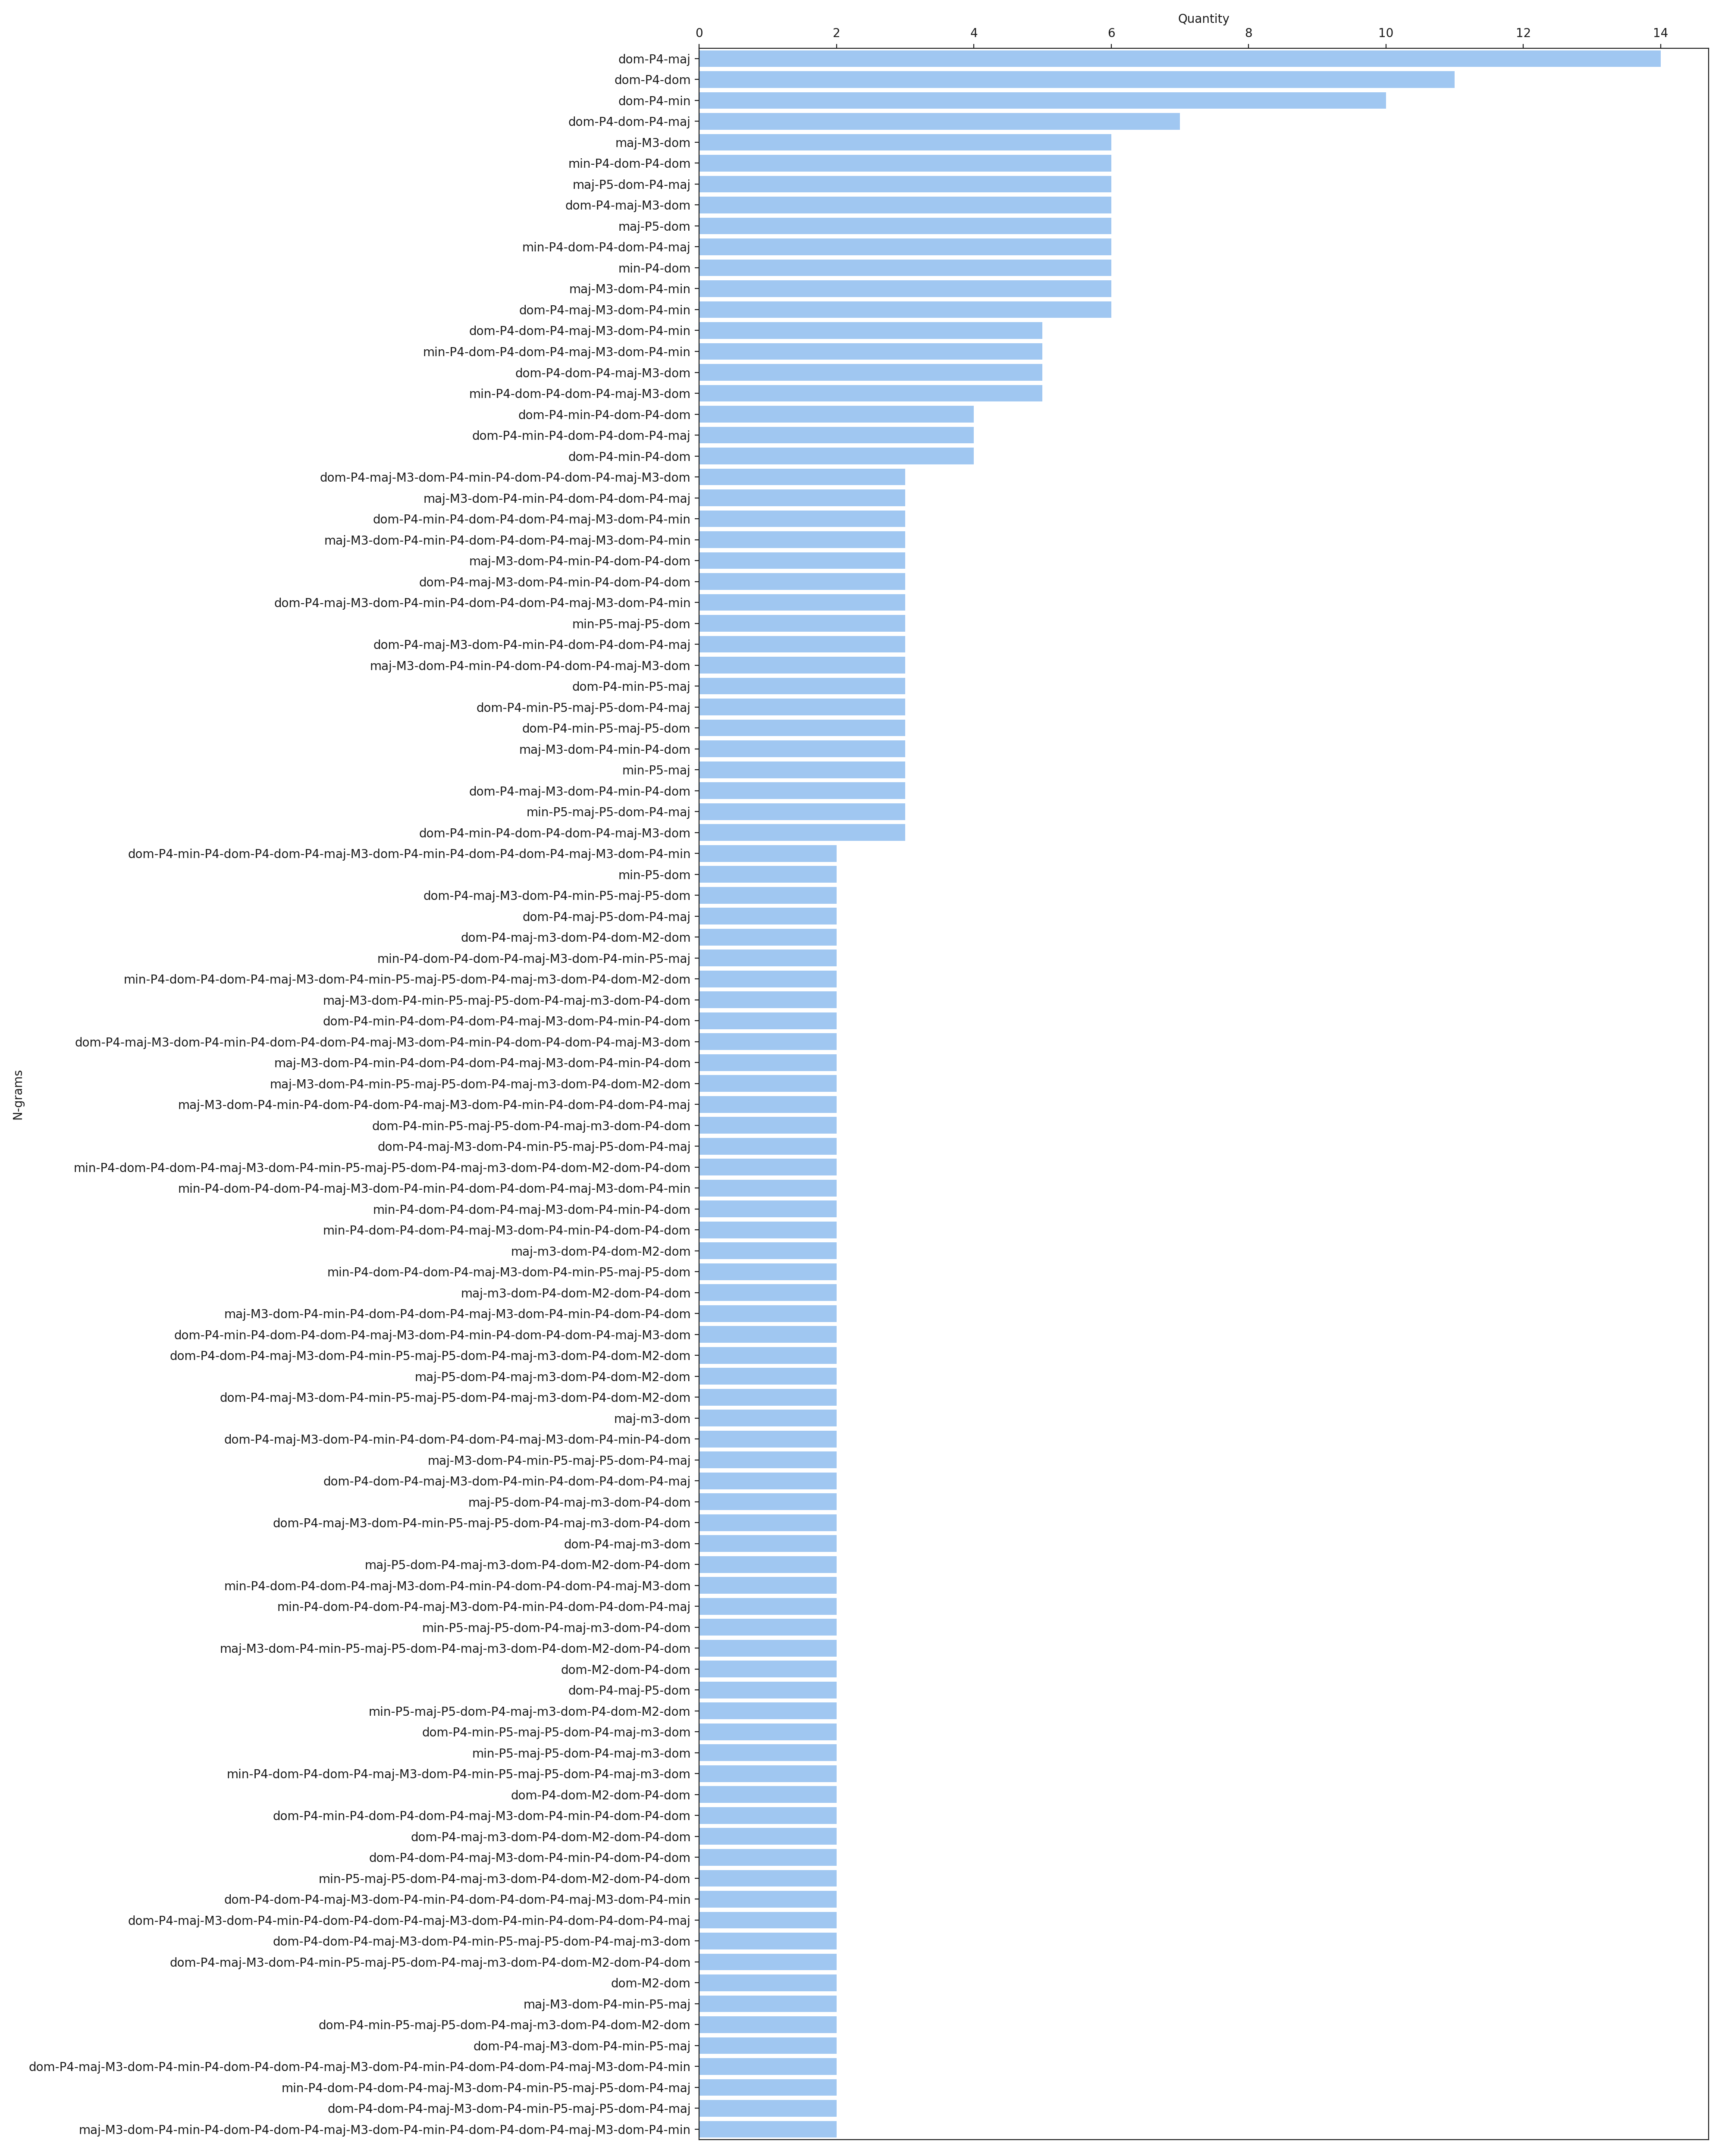 Quantity
0 2 4 6 8 10 12 14
dom-P4-maj
dom-P4-dom
dom-P4-min
dom-P4-dom-P4-maj
maj-M3-dom
min-P4-dom-P4-dom
maj-P5-dom-P4-maj
dom-P4-maj-M3-dom
maj-P5-dom
min-P4-dom-P4-dom-P4-maj
min-P4-dom
maj-M3-dom-P4-min
dom-P4-maj-M3-dom-P4-min
dom-P4-dom-P4-maj-M3-dom-P4-min
min-P4-dom-P4-dom-P4-maj-M3-dom-P4-min
dom-P4-dom-P4-maj-M3-dom
min-P4-dom-P4-dom-P4-maj-M3-dom
dom-P4-min-P4-dom-P4-dom
dom-P4-min-P4-dom-P4-dom-P4-maj
dom-P4-min-P4-dom
dom-P4-maj-M3-dom-P4-min-P4-dom-P4-dom-P4-maj-M3-dom
maj-M3-dom-P4-min-P4-dom-P4-dom-P4-maj
dom-P4-min-P4-dom-P4-dom-P4-maj-M3-dom-P4-min
maj-M3-dom-P4-min-P4-dom-P4-dom-P4-maj-M3-dom-P4-min
maj-M3-dom-P4-min-P4-dom-P4-dom
dom-P4-maj-M3-dom-P4-min-P4-dom-P4-dom
dom-P4-maj-M3-dom-P4-min-P4-dom-P4-dom-P4-maj-M3-dom-P4-min
min-P5-maj-P5-dom
dom-P4-maj-M3-dom-P4-min-P4-dom-P4-dom-P4-maj
maj-M3-dom-P4-min-P4-dom-P4-dom-P4-maj-M3-dom
dom-P4-min-P5-maj
dom-P4-min-P5-maj-P5-dom-P4-maj
dom-P4-min-P5-maj-P5-dom
maj-M3-dom-P4-min-P4-dom
min-P5-maj
dom-P4-maj-M3-dom-P4-min-P4-dom
min-P5-maj-P5-dom-P4-maj
dom-P4-min-P4-dom-P4-dom-P4-maj-M3-dom
dom-P4-min-P4-dom-P4-dom-P4-maj-M3-dom-P4-min-P4-dom-P4-dom-P4-maj-M3-dom-P4-min
min-P5-dom
dom-P4-maj-M3-dom-P4-min-P5-maj-P5-dom
dom-P4-maj-P5-dom-P4-maj
dom-P4-maj-m3-dom-P4-dom-M2-dom
min-P4-dom-P4-dom-P4-maj-M3-dom-P4-min-P5-maj
min-P4-dom-P4-dom-P4-maj-M3-dom-P4-min-P5-maj-P5-dom-P4-maj-m3-dom-P4-dom-M2-dom
maj-M3-dom-P4-min-P5-maj-P5-dom-P4-maj-m3-dom-P4-dom
dom-P4-min-P4-dom-P4-dom-P4-maj-M3-dom-P4-min-P4-dom
dom-P4-maj-M3-dom-P4-min-P4-dom-P4-dom-P4-maj-M3-dom-P4-min-P4-dom-P4-dom-P4-maj-M3-dom
maj-M3-dom-P4-min-P4-dom-P4-dom-P4-maj-M3-dom-P4-min-P4-dom
maj-M3-dom-P4-min-P5-maj-P5-dom-P4-maj-m3-dom-P4-dom-M2-dom
N-grams
maj-M3-dom-P4-min-P4-dom-P4-dom-P4-maj-M3-dom-P4-min-P4-dom-P4-dom-P4-maj
dom-P4-min-P5-maj-P5-dom-P4-maj-m3-dom-P4-dom
dom-P4-maj-M3-dom-P4-min-P5-maj-P5-dom-P4-maj
min-P4-dom-P4-dom-P4-maj-M3-dom-P4-min-P5-maj-P5-dom-P4-maj-m3-dom-P4-dom-M2-dom-P4-dom
min-P4-dom-P4-dom-P4-maj-M3-dom-P4-min-P4-dom-P4-dom-P4-maj-M3-dom-P4-min
min-P4-dom-P4-dom-P4-maj-M3-dom-P4-min-P4-dom
min-P4-dom-P4-dom-P4-maj-M3-dom-P4-min-P4-dom-P4-dom
maj-m3-dom-P4-dom-M2-dom
min-P4-dom-P4-dom-P4-maj-M3-dom-P4-min-P5-maj-P5-dom
maj-m3-dom-P4-dom-M2-dom-P4-dom
maj-M3-dom-P4-min-P4-dom-P4-dom-P4-maj-M3-dom-P4-min-P4-dom-P4-dom
dom-P4-min-P4-dom-P4-dom-P4-maj-M3-dom-P4-min-P4-dom-P4-dom-P4-maj-M3-dom
dom-P4-dom-P4-maj-M3-dom-P4-min-P5-maj-P5-dom-P4-maj-m3-dom-P4-dom-M2-dom
maj-P5-dom-P4-maj-m3-dom-P4-dom-M2-dom
dom-P4-maj-M3-dom-P4-min-P5-maj-P5-dom-P4-maj-m3-dom-P4-dom-M2-dom
maj-m3-dom
dom-P4-maj-M3-dom-P4-min-P4-dom-P4-dom-P4-maj-M3-dom-P4-min-P4-dom
maj-M3-dom-P4-min-P5-maj-P5-dom-P4-maj
dom-P4-dom-P4-maj-M3-dom-P4-min-P4-dom-P4-dom-P4-maj
maj-P5-dom-P4-maj-m3-dom-P4-dom
dom-P4-maj-M3-dom-P4-min-P5-maj-P5-dom-P4-maj-m3-dom-P4-dom
dom-P4-maj-m3-dom
maj-P5-dom-P4-maj-m3-dom-P4-dom-M2-dom-P4-dom
min-P4-dom-P4-dom-P4-maj-M3-dom-P4-min-P4-dom-P4-dom-P4-maj-M3-dom
min-P4-dom-P4-dom-P4-maj-M3-dom-P4-min-P4-dom-P4-dom-P4-maj
min-P5-maj-P5-dom-P4-maj-m3-dom-P4-dom
maj-M3-dom-P4-min-P5-maj-P5-dom-P4-maj-m3-dom-P4-dom-M2-dom-P4-dom
dom-M2-dom-P4-dom
dom-P4-maj-P5-dom
min-P5-maj-P5-dom-P4-maj-m3-dom-P4-dom-M2-dom
dom-P4-min-P5-maj-P5-dom-P4-maj-m3-dom
min-P5-maj-P5-dom-P4-maj-m3-dom
min-P4-dom-P4-dom-P4-maj-M3-dom-P4-min-P5-maj-P5-dom-P4-maj-m3-dom
dom-P4-dom-M2-dom-P4-dom
dom-P4-min-P4-dom-P4-dom-P4-maj-M3-dom-P4-min-P4-dom-P4-dom
dom-P4-maj-m3-dom-P4-dom-M2-dom-P4-dom
dom-P4-dom-P4-maj-M3-dom-P4-min-P4-dom-P4-dom
min-P5-maj-P5-dom-P4-maj-m3-dom-P4-dom-M2-dom-P4-dom
dom-P4-dom-P4-maj-M3-dom-P4-min-P4-dom-P4-dom-P4-maj-M3-dom-P4-min
dom-P4-maj-M3-dom-P4-min-P4-dom-P4-dom-P4-maj-M3-dom-P4-min-P4-dom-P4-dom-P4-maj
dom-P4-dom-P4-maj-M3-dom-P4-min-P5-maj-P5-dom-P4-maj-m3-dom
dom-P4-maj-M3-dom-P4-min-P5-maj-P5-dom-P4-maj-m3-dom-P4-dom-M2-dom-P4-dom
dom-M2-dom
maj-M3-dom-P4-min-P5-maj
dom-P4-min-P5-maj-P5-dom-P4-maj-m3-dom-P4-dom-M2-dom
dom-P4-maj-M3-dom-P4-min-P5-maj
dom-P4-maj-M3-dom-P4-min-P4-dom-P4-dom-P4-maj-M3-dom-P4-min-P4-dom-P4-dom-P4-maj-M3-dom-P4-min
min-P4-dom-P4-dom-P4-maj-M3-dom-P4-min-P5-maj-P5-dom-P4-maj
dom-P4-dom-P4-maj-M3-dom-P4-min-P5-maj-P5-dom-P4-maj
maj-M3-dom-P4-min-P4-dom-P4-dom-P4-maj-M3-dom-P4-min-P4-dom-P4-dom-P4-maj-M3-dom-P4-min